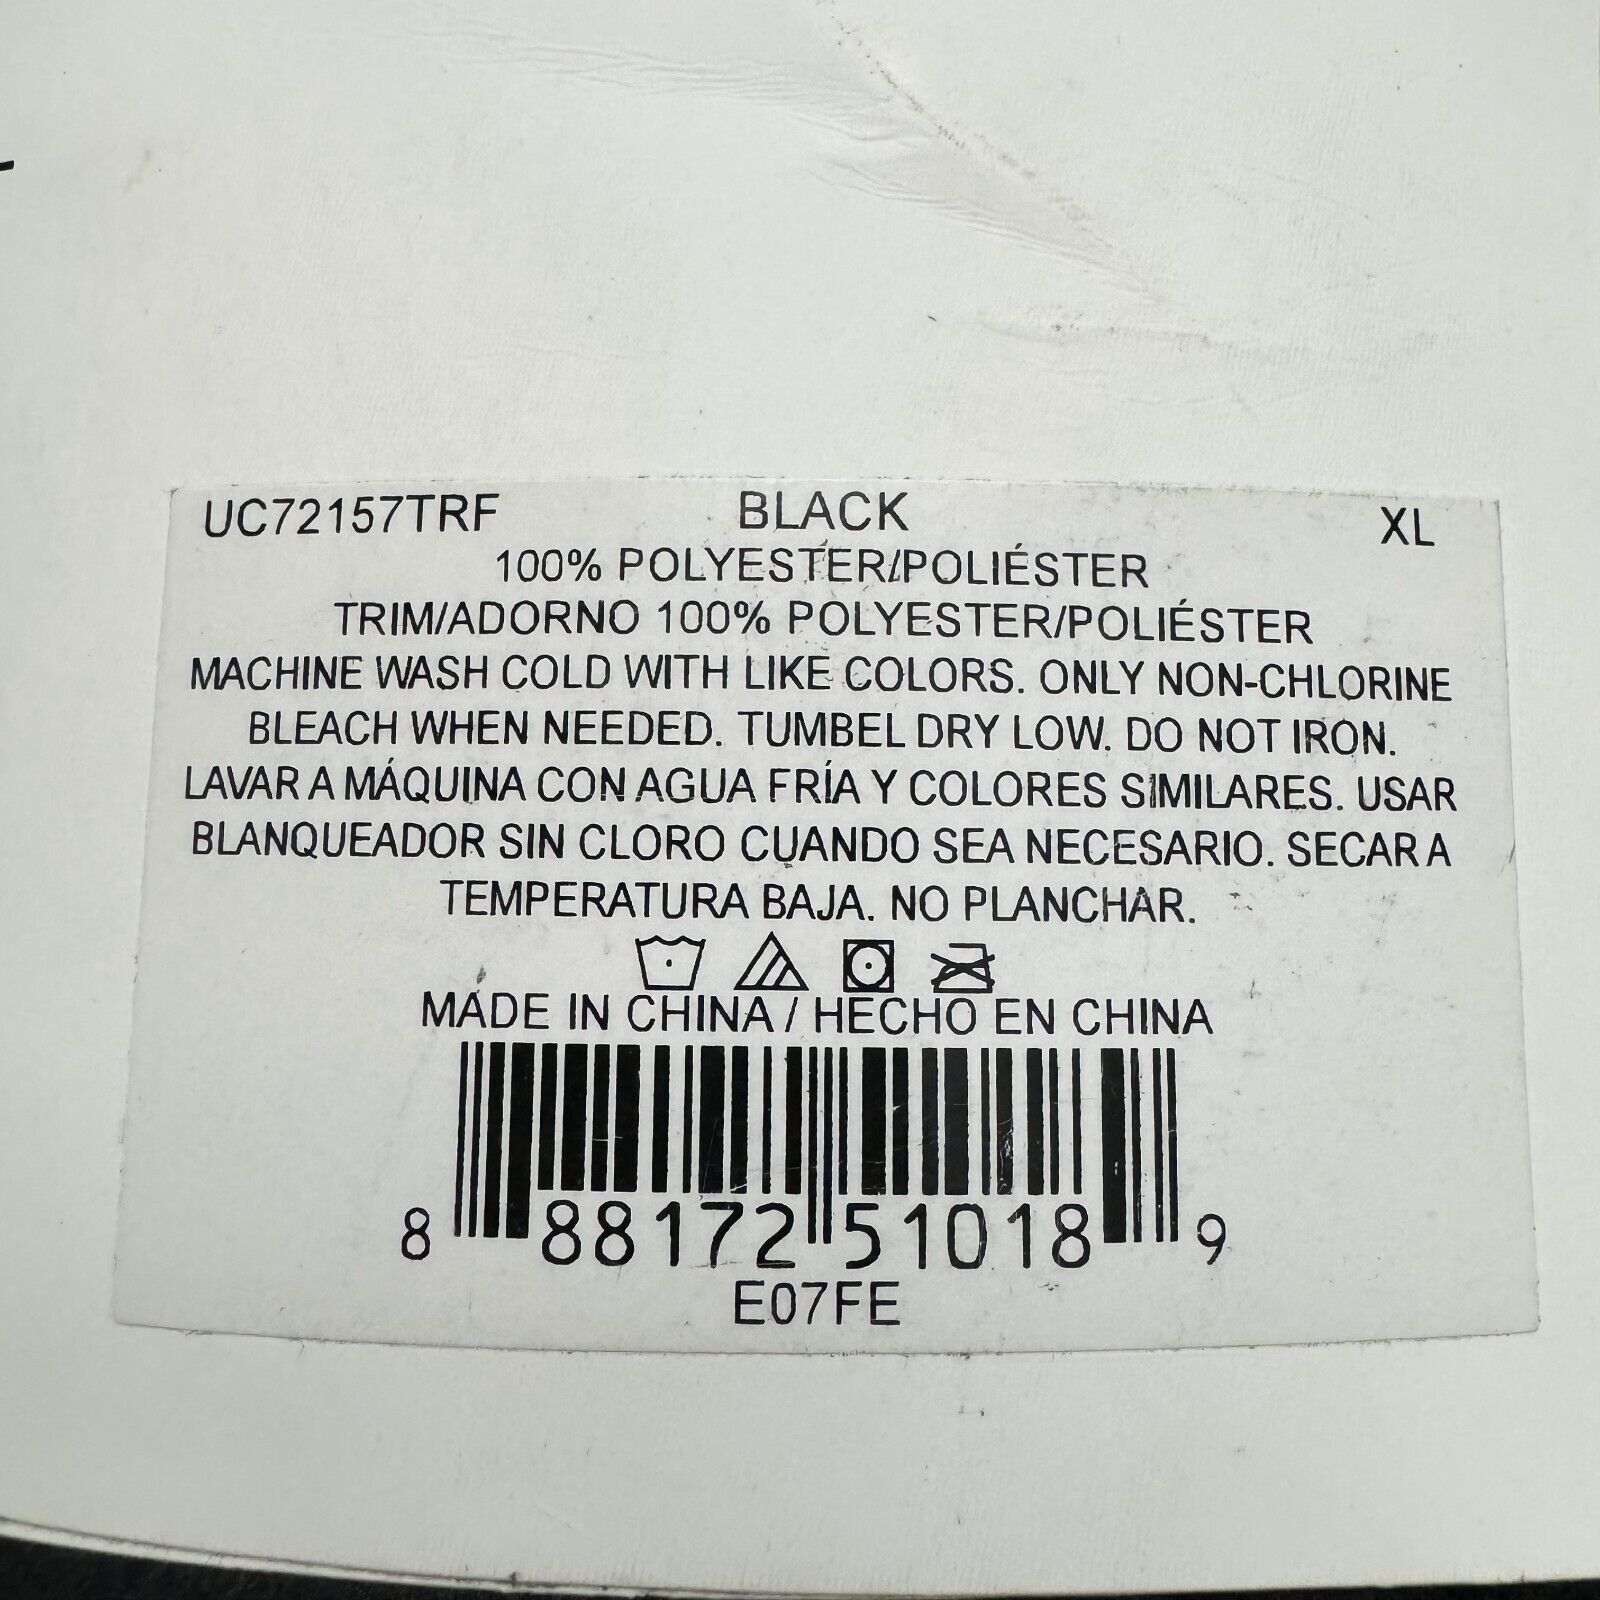 UC72157TRF BLACK XL
100% POLYESTER/POLIÉSTER
TRIM/ADORNO 100% POLYESTER/POLIÉSTER
MACHINE WASH COLD WITH LIKE COLORS. ONLY NON-CHLORINE
BLEACH WHEN NEEDED. TUMBEL DRY LOW. DO NOT IRON.
LAVAR A MÁQUINA CON AGUA FRÍA Y COLORES SIMILARES. USAR
BLANQUEADOR SIN CLORO CUANDO SEA NECESARIO. SECAR A
TEMPERATURA BAJA. NO PLANCHAR.
MADE IN CHINA / HECHO EN CHINA
8 88172 51018 9
E07FE